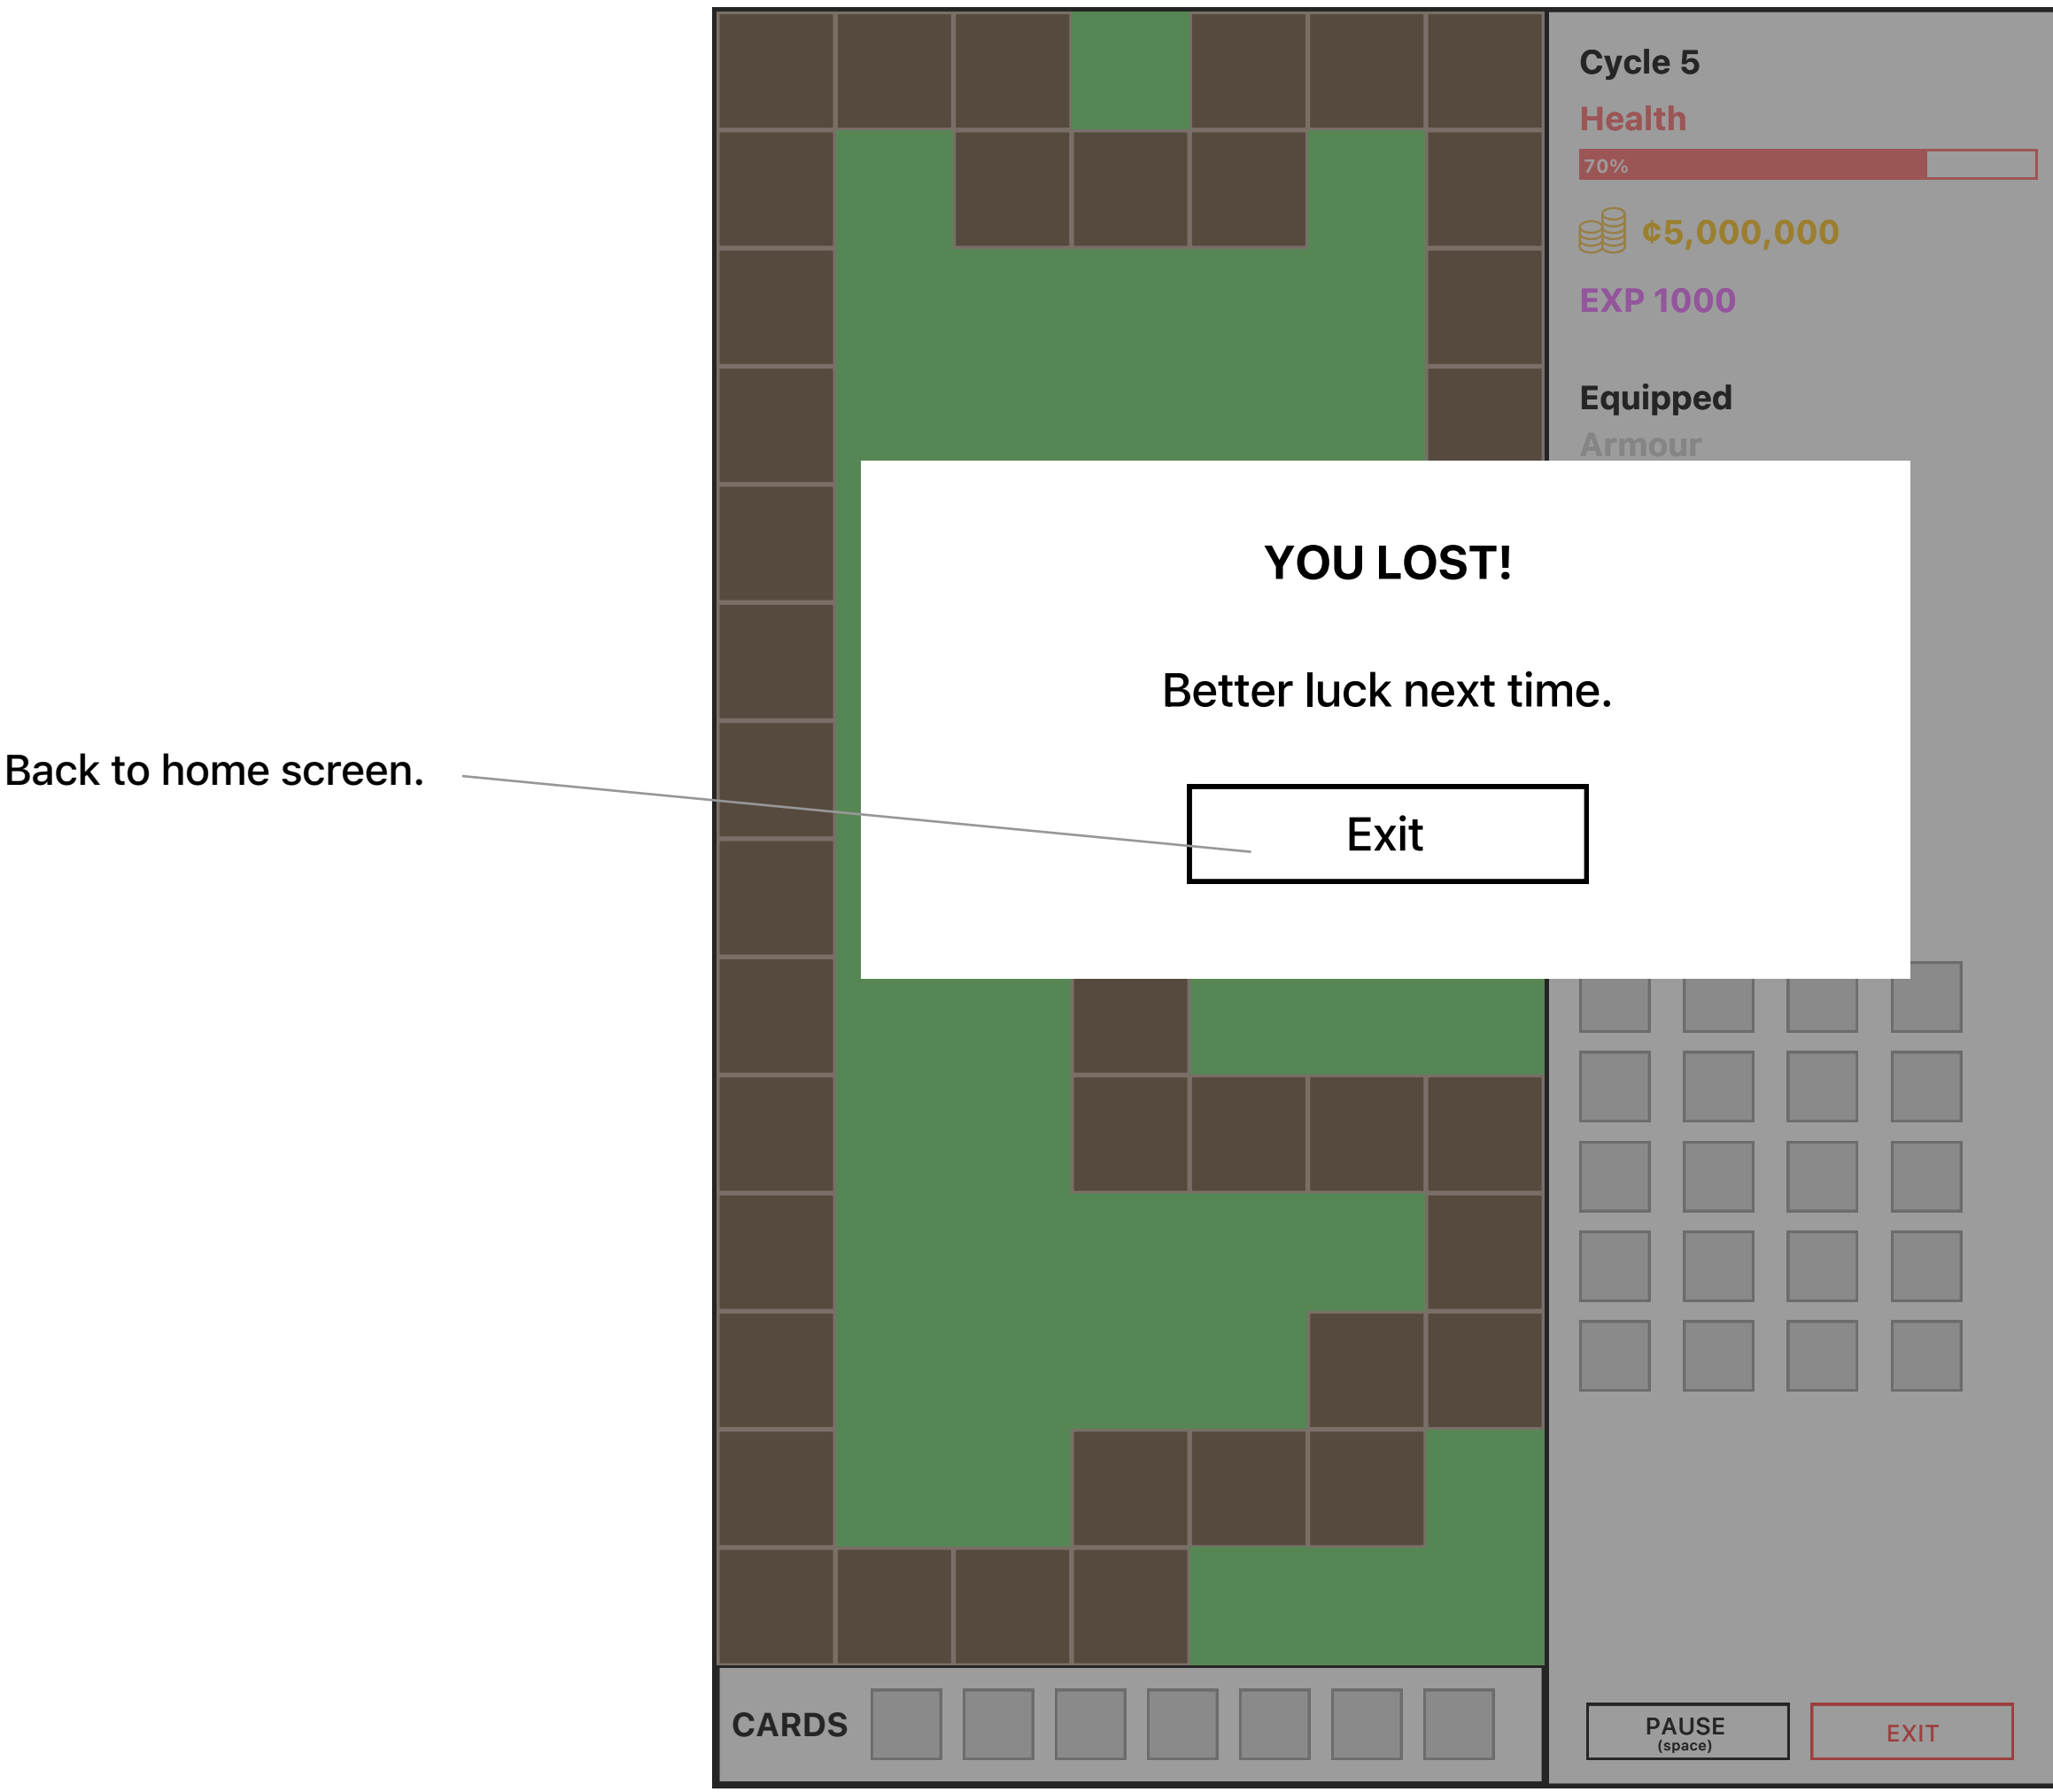 Cycle 5
Health
70%
¢5,000,000
EXP 1000
Equipped
Armour
YOU LOST!
Better luck next time.
Back to home screen.
Exit
CARDS
PAUSE
(space)
EXIT